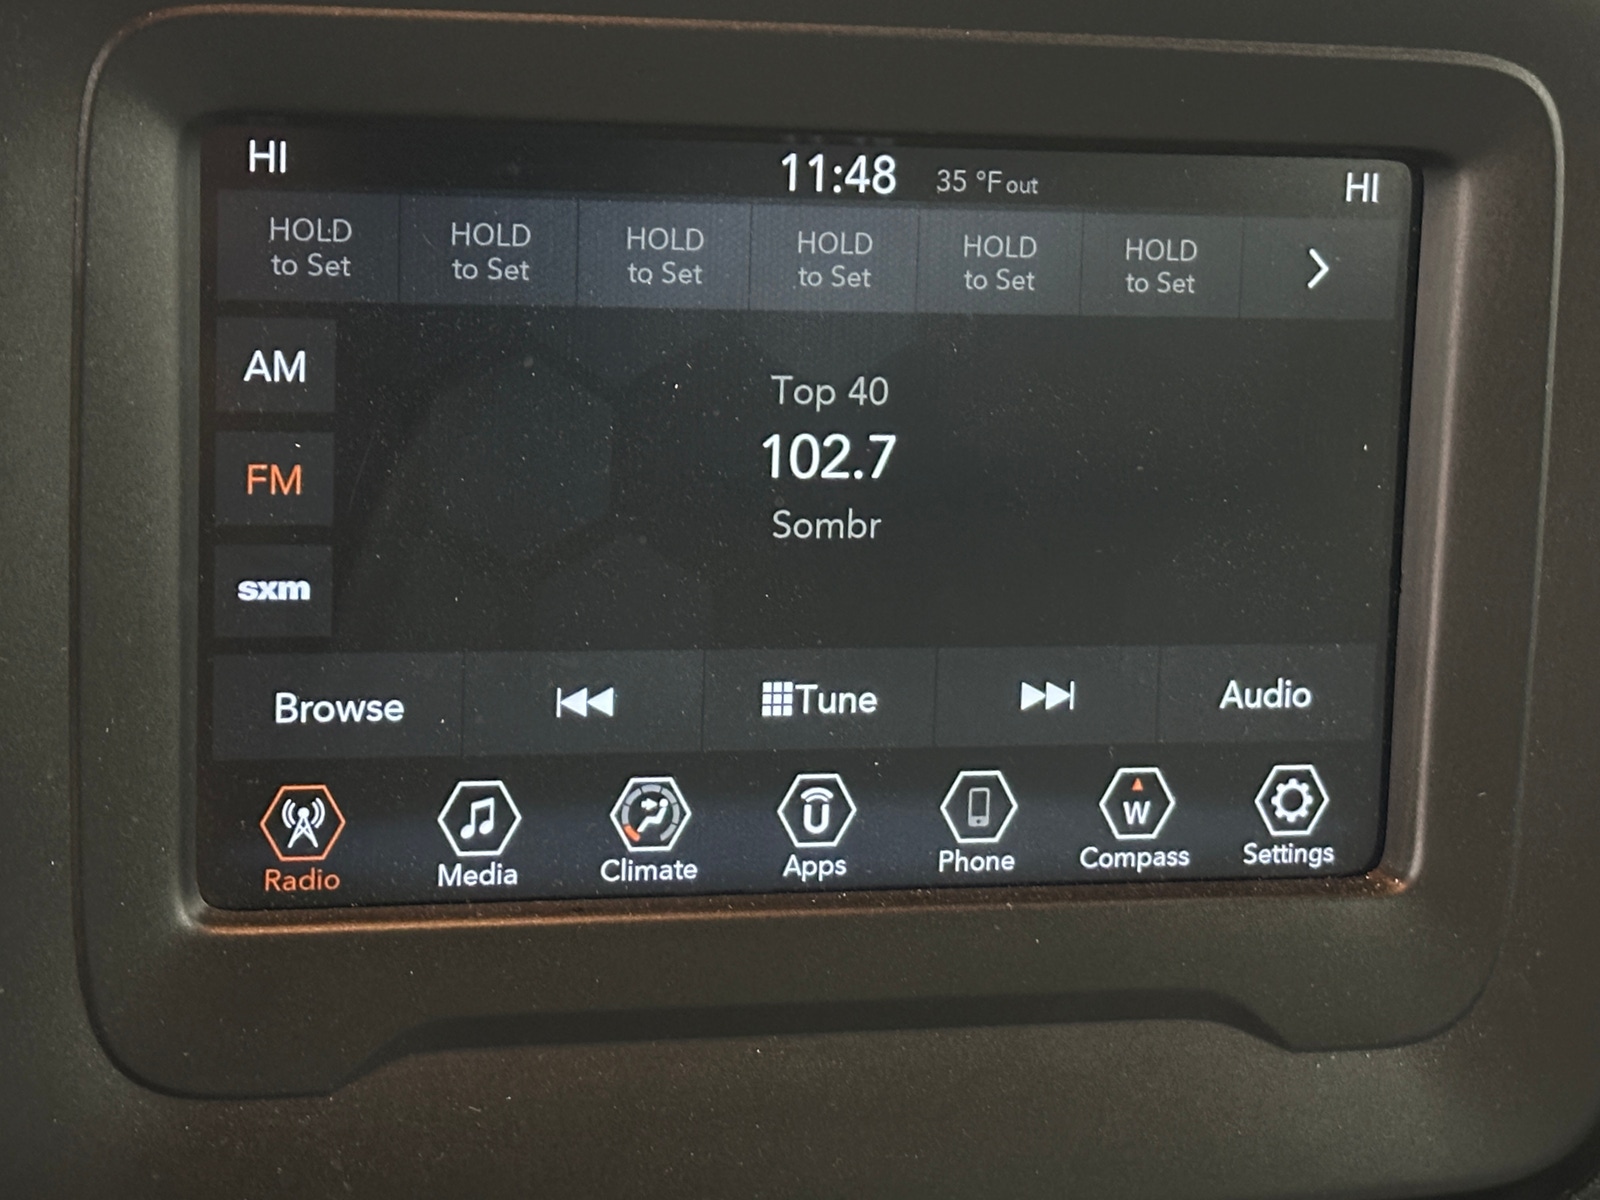 HI
11:48
35 °F out
HI
HOLD
to Set
HOLD
to Set
HOLD
to Set
HOLD
to Set
HOLD
to Set
HOLD
to Set
AM
FM
sxm
Top 40
102.7
Sombr
Browse
Tune
Audio
U
W
Radio
Media
Climate
Apps
Phone
Compass
Settings